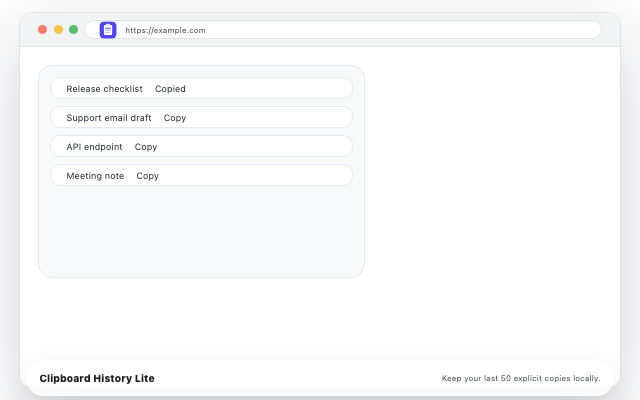 https://example.com
Release checklist Copied
Support email draft Copy
API endpoint Copy
Meeting note Copy
Clipboard History Lite
Keep your last 50 explicit copies locally.